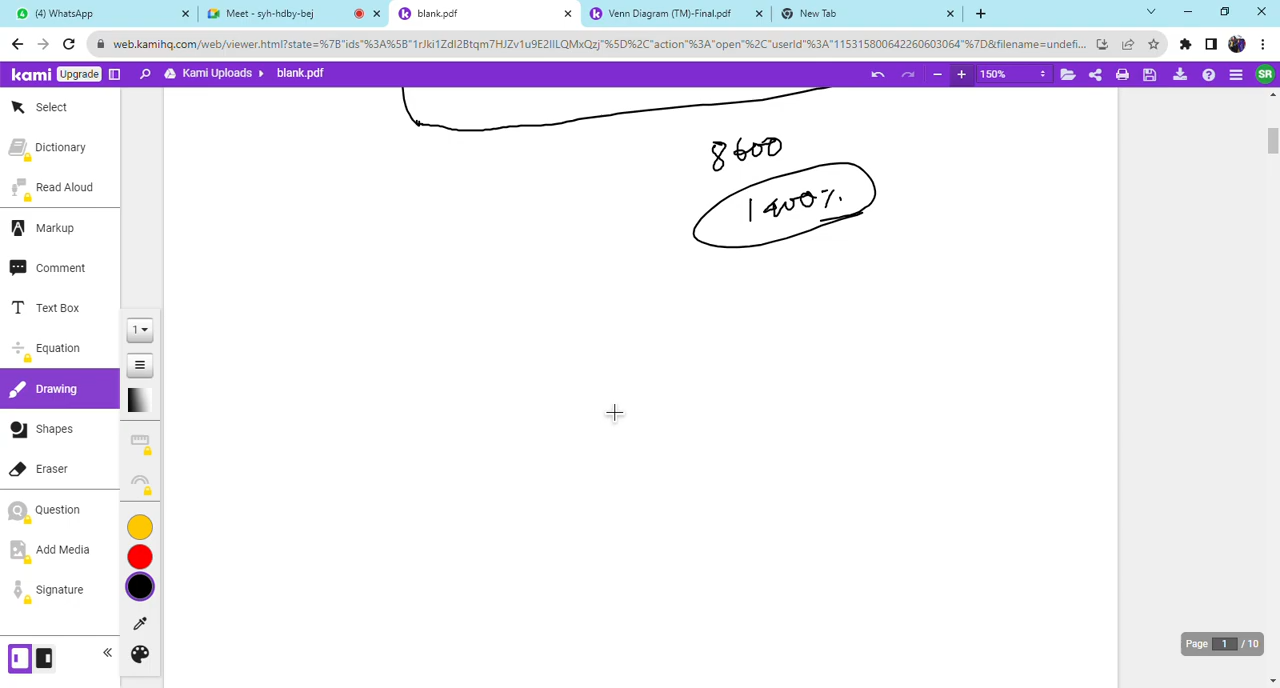 (4) WhatsApp
Meet - syh-hdby-bej
blank.pdf
Venn Diagram (TM)-Final.pdf
New Tab
web.kamihq.com/web/viewer.html?state=%7B"ids"%3A%5B"1rJki1Zdl2Btqm7HJZv1u9E2IlLQMxQzj"%5D%2C"action"%3A"open"%2C"userId"%3A"115315800642260603064"%7D&filename=undefi...
kami Upgrade
Kami Uploads
blank.pdf
150%
SR
Select
Dictionary
Read Aloud
Markup
Comment
Text Box
Equation
Drawing
Shapes
Eraser
Question
Add Media
Signature
1
8600
1400%
Page 1 / 10